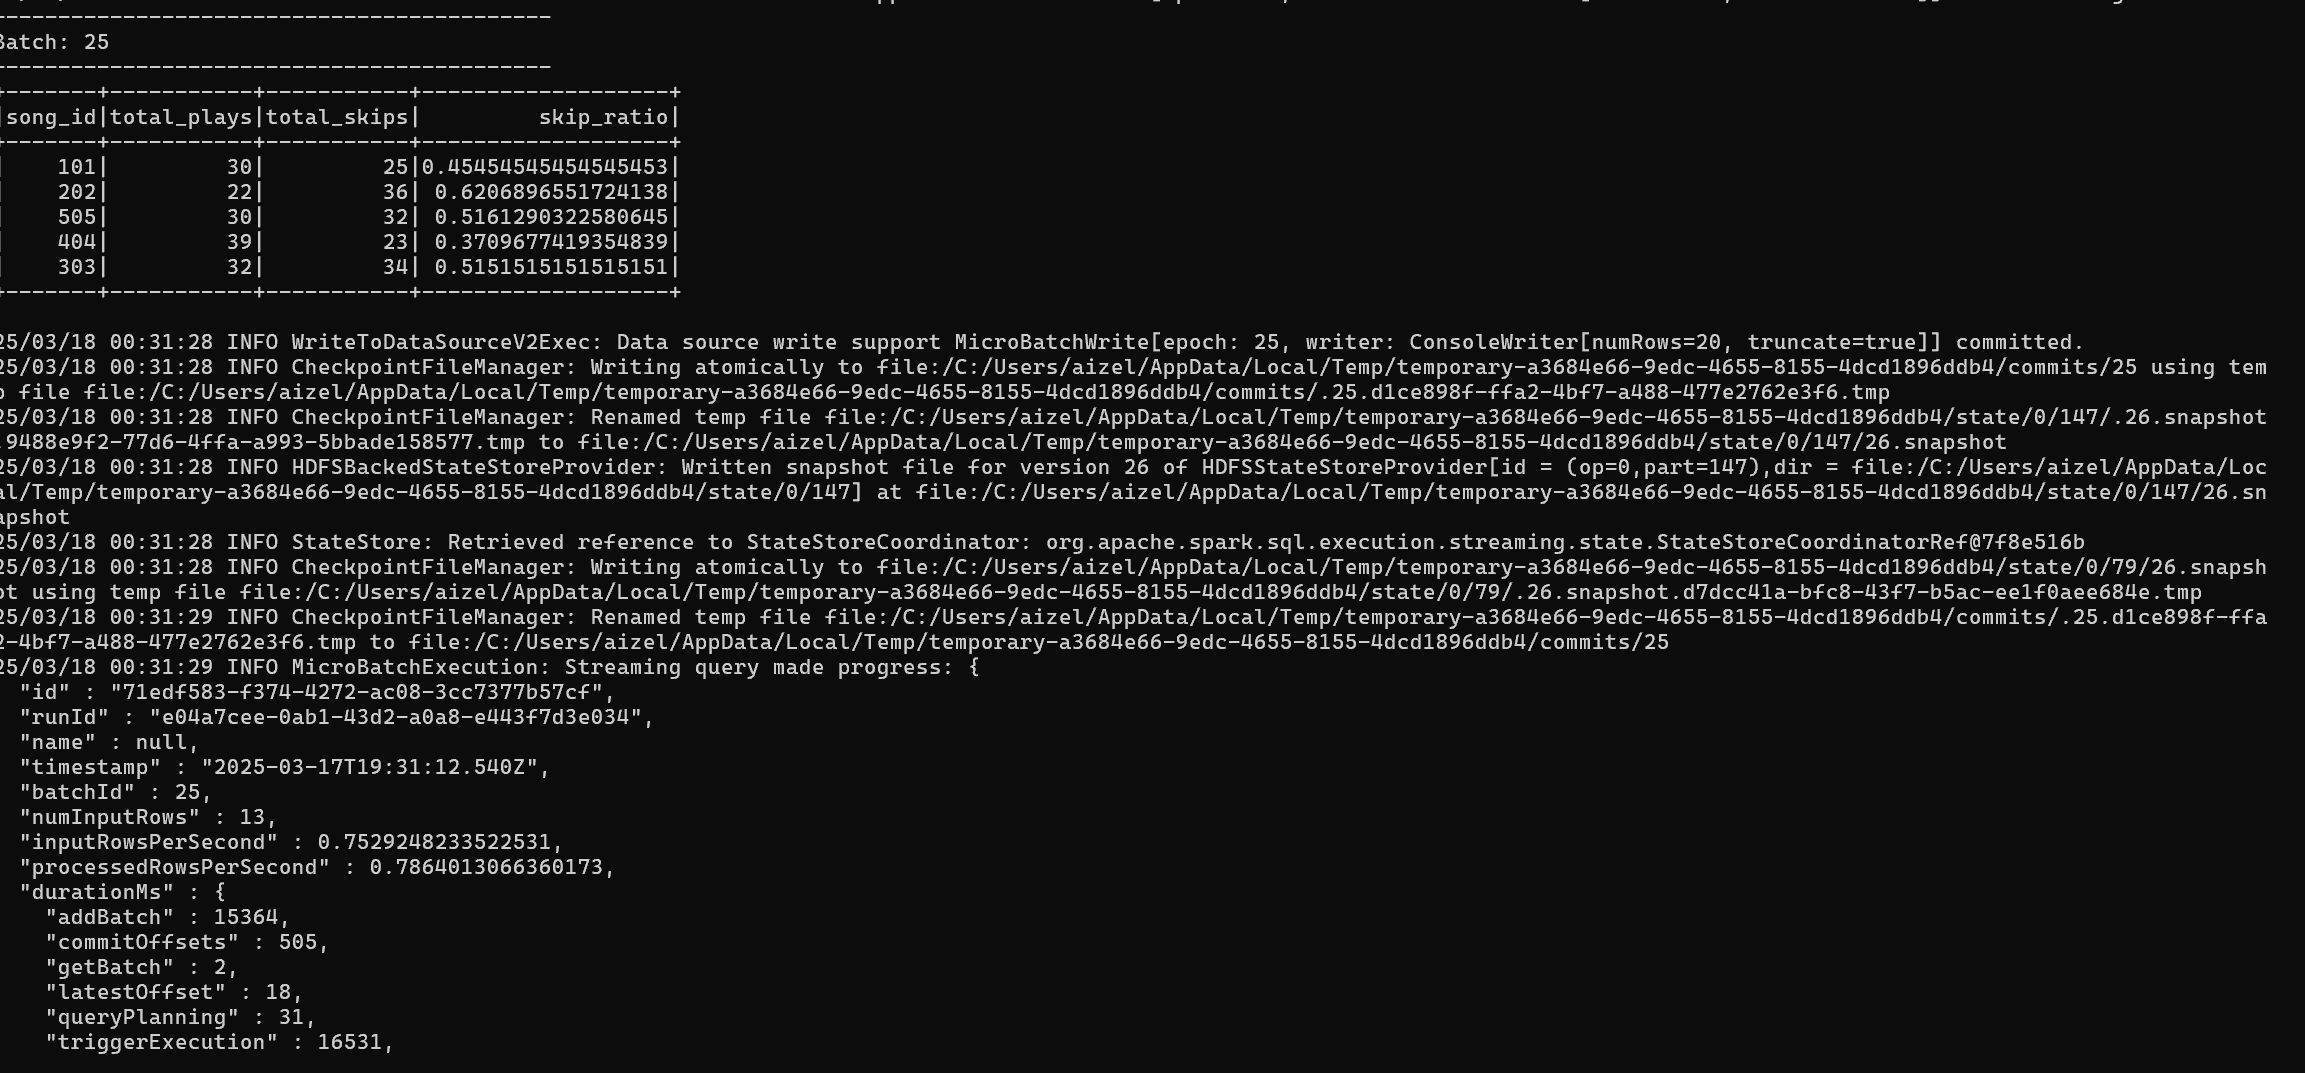 -------------------------------------------
Batch: 25
-------------------------------------------
+-------+-----------+-----------+-------------------+
|song_id|total_plays|total_skips|         skip_ratio|
+-------+-----------+-----------+-------------------+
|    101|         30|         25|0.45454545454545453|
|    202|         22|         36| 0.6206896551724138|
|    505|         30|         32| 0.5161290322580645|
|    404|         39|         23| 0.3709677419354839|
|    303|         32|         34| 0.5151515151515151|
+-------+-----------+-----------+-------------------+
25/03/18 00:31:28 INFO WriteToDataSourceV2Exec: Data source write support MicroBatchWrite[epoch: 25, writer: ConsoleWriter[numRows=20, truncate=true]] committed.
25/03/18 00:31:28 INFO CheckpointFileManager: Writing atomically to file:/C:/Users/aizel/AppData/Local/Temp/temporary-a3684e66-9edc-4655-8155-4dcd1896ddb4/commits/25 using tem
p file file:/C:/Users/aizel/AppData/Local/Temp/temporary-a3684e66-9edc-4655-8155-4dcd1896ddb4/commits/.25.d1ce898f-ffa2-4bf7-a488-477e2762e3f6.tmp
25/03/18 00:31:28 INFO CheckpointFileManager: Renamed temp file file:/C:/Users/aizel/AppData/Local/Temp/temporary-a3684e66-9edc-4655-8155-4dcd1896ddb4/state/0/147/.26.snapshot
.9488e9f2-77d6-4ffa-a993-5bbade158577.tmp to file:/C:/Users/aizel/AppData/Local/Temp/temporary-a3684e66-9edc-4655-8155-4dcd1896ddb4/state/0/147/26.snapshot
25/03/18 00:31:28 INFO HDFSBackedStateStoreProvider: Written snapshot file for version 26 of HDFSStateStoreProvider[id = (op=0,part=147),dir = file:/C:/Users/aizel/AppData/Loc
al/Temp/temporary-a3684e66-9edc-4655-8155-4dcd1896ddb4/state/0/147] at file:/C:/Users/aizel/AppData/Local/Temp/temporary-a3684e66-9edc-4655-8155-4dcd1896ddb4/state/0/147/26.sn
apshot
25/03/18 00:31:28 INFO StateStore: Retrieved reference to StateStoreCoordinator: org.apache.spark.sql.execution.streaming.state.StateStoreCoordinatorRef@7f8e516b
25/03/18 00:31:28 INFO CheckpointFileManager: Writing atomically to file:/C:/Users/aizel/AppData/Local/Temp/temporary-a3684e66-9edc-4655-8155-4dcd1896ddb4/state/0/79/26.snapsh
ot using temp file file:/C:/Users/aizel/AppData/Local/Temp/temporary-a3684e66-9edc-4655-8155-4dcd1896ddb4/state/0/79/.26.snapshot.d7dcc41a-bfc8-43f7-b5ac-ee1f0aee684e.tmp
25/03/18 00:31:29 INFO CheckpointFileManager: Renamed temp file file:/C:/Users/aizel/AppData/Local/Temp/temporary-a3684e66-9edc-4655-8155-4dcd1896ddb4/commits/.25.d1ce898f-ffa
2-4bf7-a488-477e2762e3f6.tmp to file:/C:/Users/aizel/AppData/Local/Temp/temporary-a3684e66-9edc-4655-8155-4dcd1896ddb4/commits/25
25/03/18 00:31:29 INFO MicroBatchExecution: Streaming query made progress: {
  "id" : "71edf583-f374-4272-ac08-3cc7377b57cf",
  "runId" : "e04a7cee-0ab1-43d2-a0a8-e443f7d3e034",
  "name" : null,
  "timestamp" : "2025-03-17T19:31:12.540Z",
  "batchId" : 25,
  "numInputRows" : 13,
  "inputRowsPerSecond" : 0.7529248233522531,
  "processedRowsPerSecond" : 0.7864013066360173,
  "durationMs" : {
    "addBatch" : 15364,
    "commitOffsets" : 505,
    "getBatch" : 2,
    "latestOffset" : 18,
    "queryPlanning" : 31,
    "triggerExecution" : 16531,